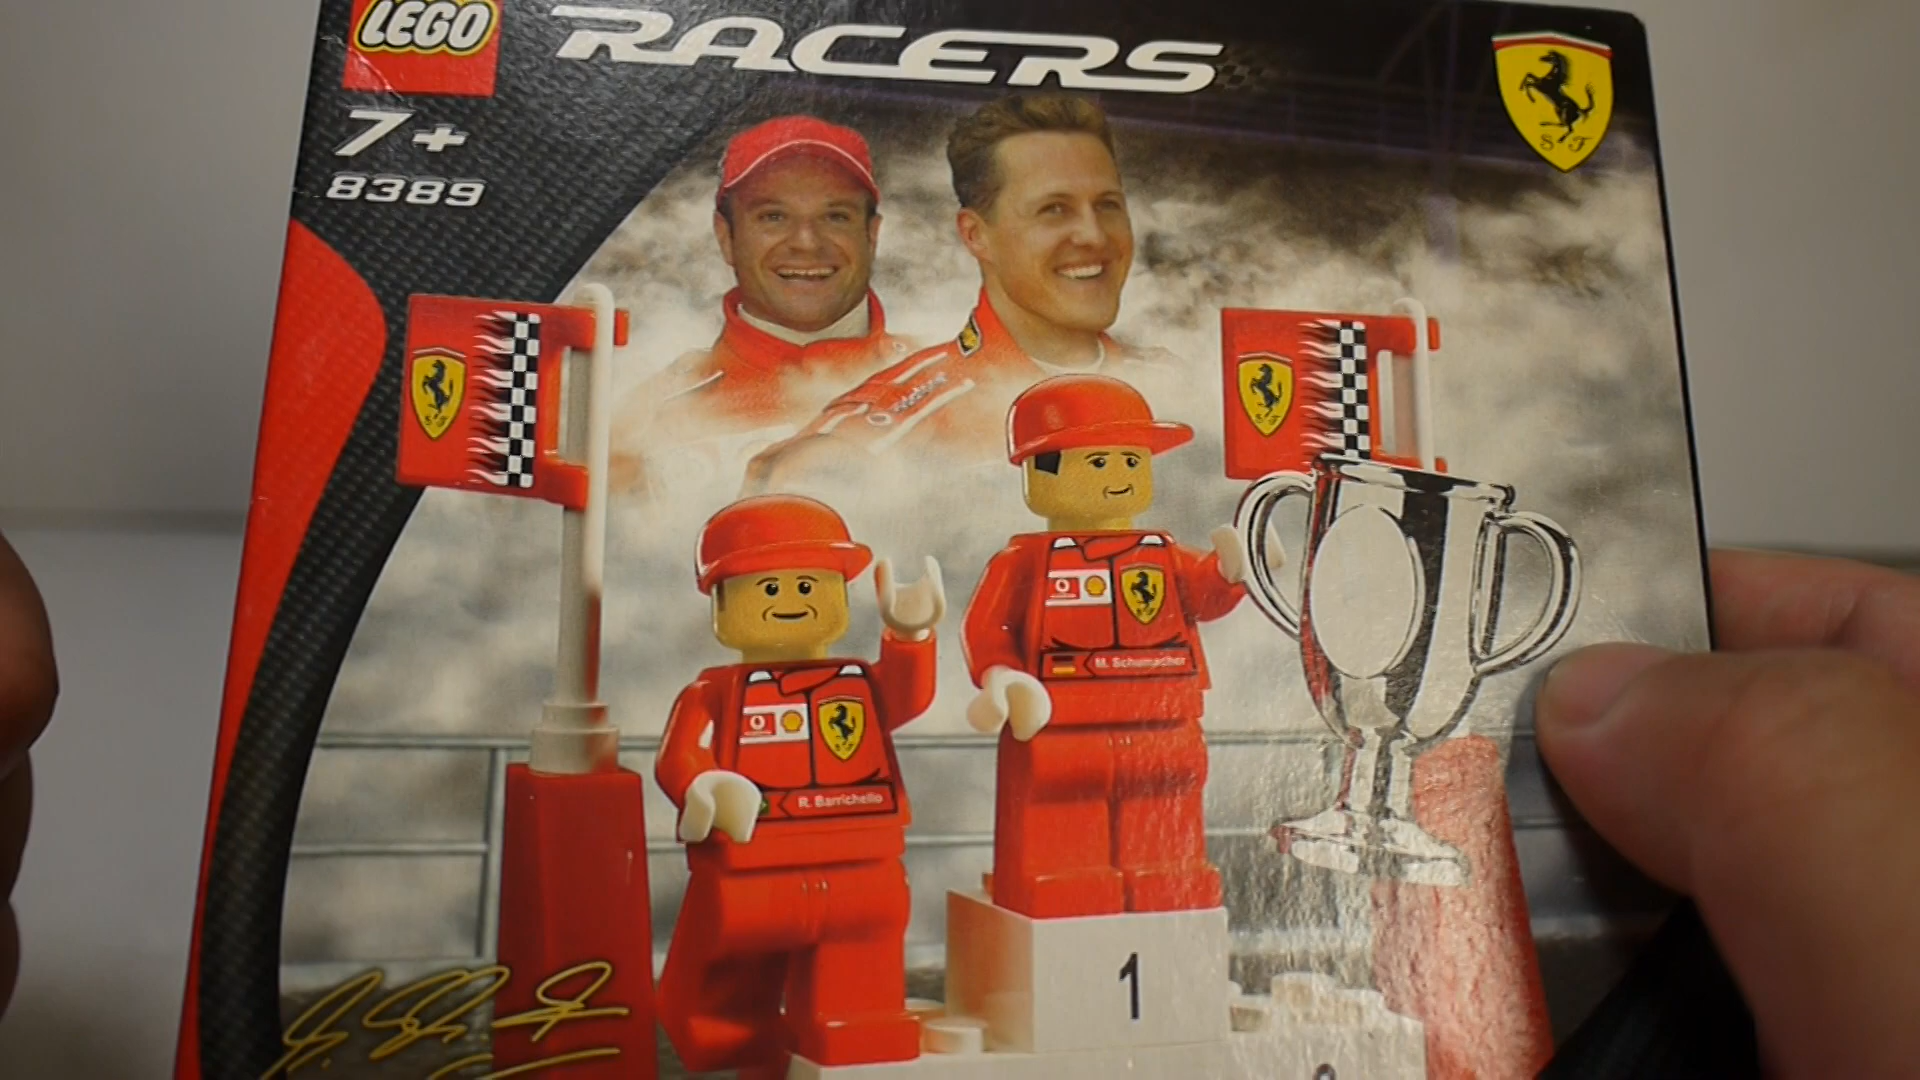 LEGO
RACERS
7+
8389
S F
S F
S F
S F
M. Schumacher
S F
R. Barrichello
1